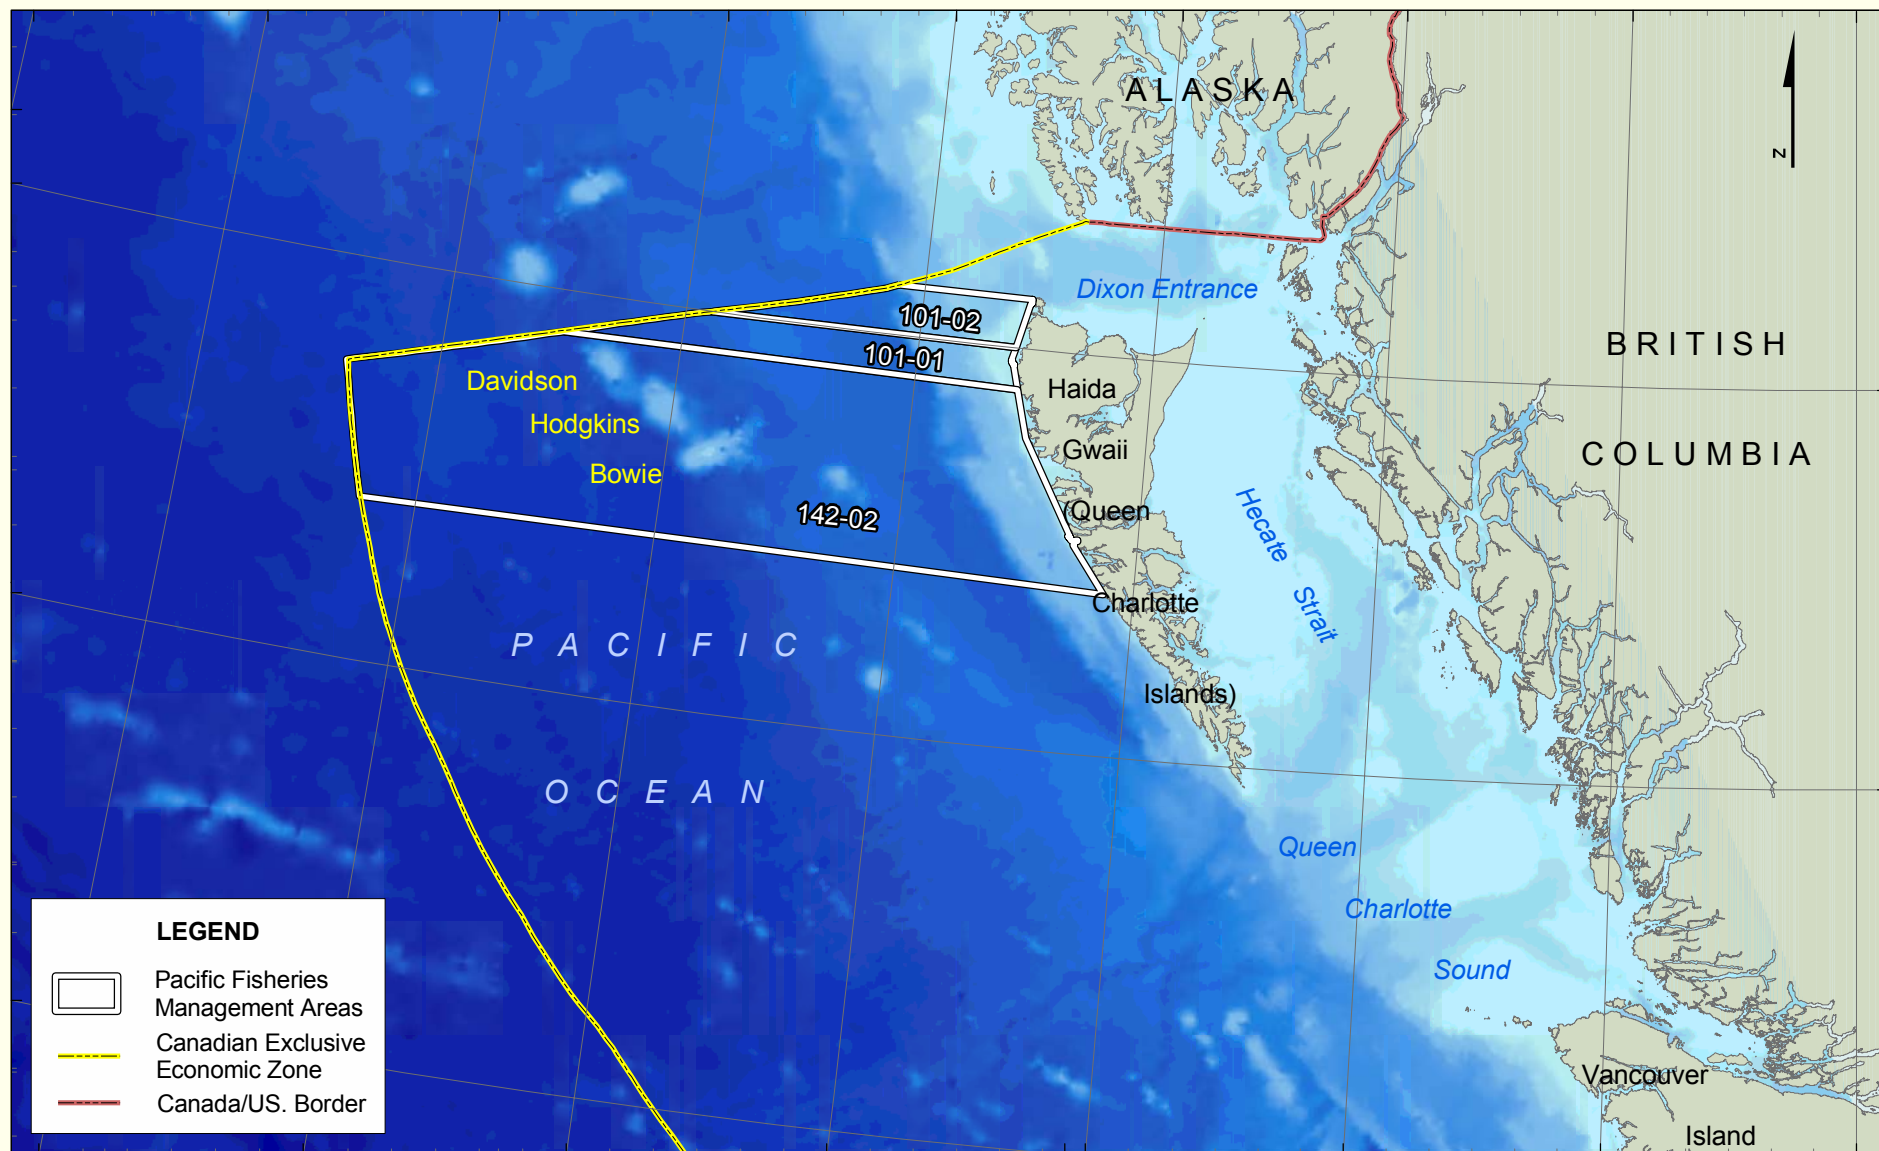 ALASKA
N
Dixon Entrance
101-02
101-01
BRITISH
COLUMBIA
Davidson
Hodgkins
Bowie
142-02
Haida
Gwaii
(Queen
Charlotte
Islands)
Hecate Strait
PACIFIC
OCEAN
Queen
Charlotte
Sound
Vancouver
Island
LEGEND
Pacific Fisheries
Management Areas
Canadian Exclusive
Economic Zone
Canada/US. Border